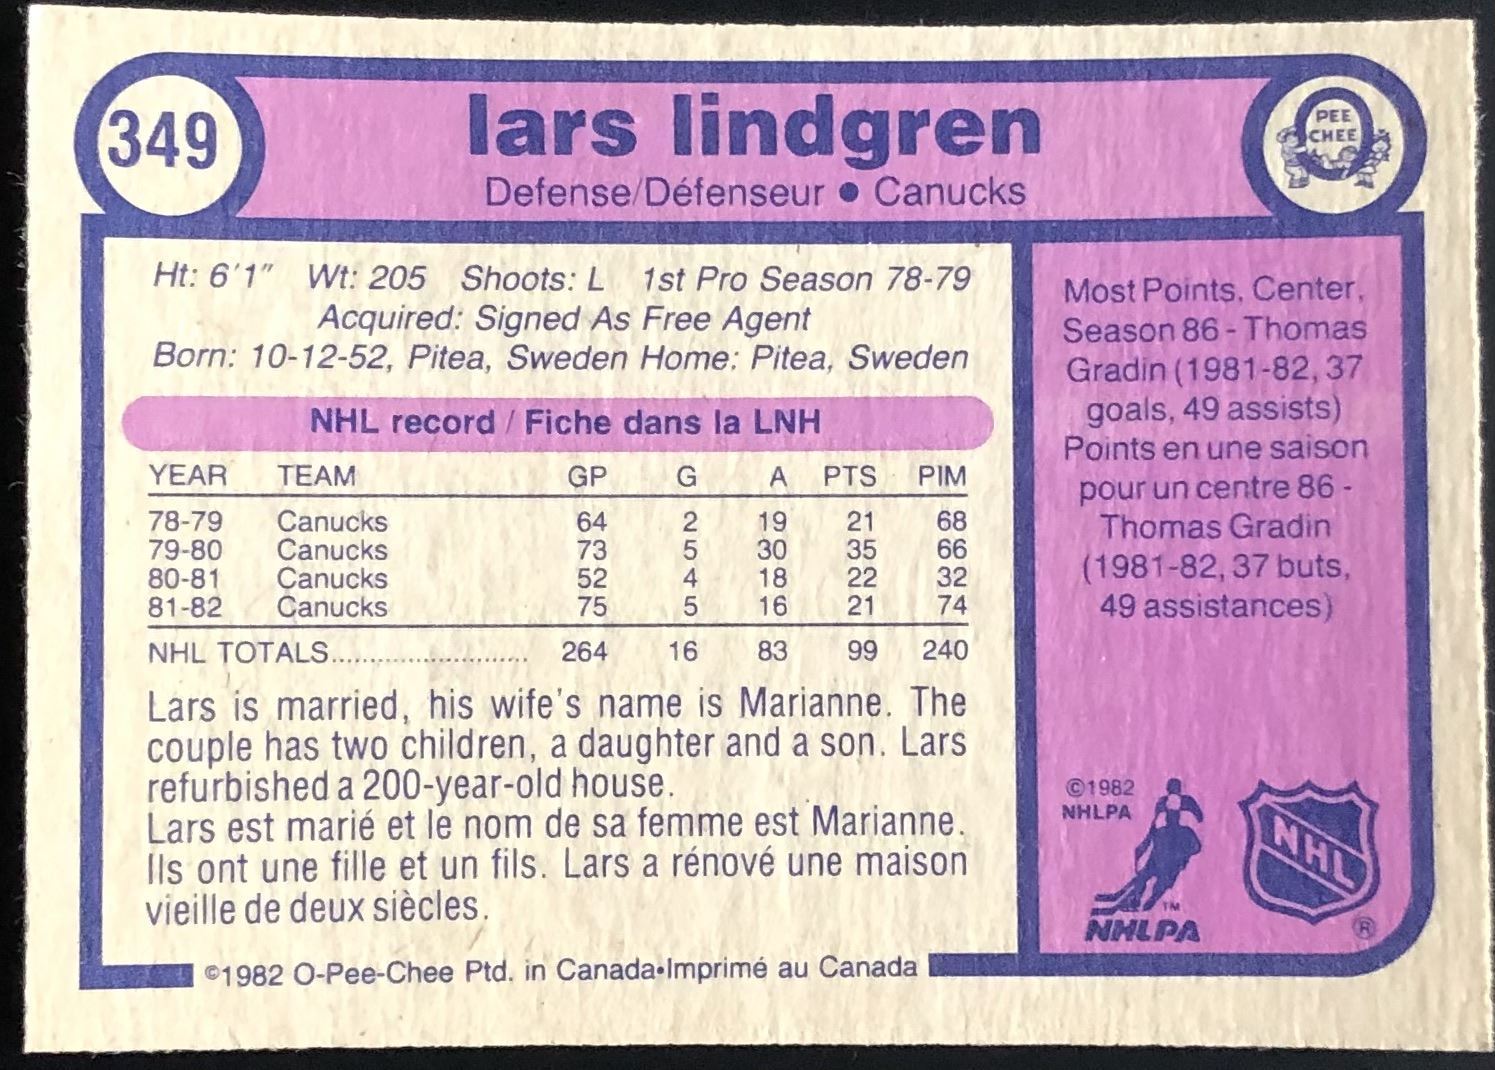 349
lars lindgren
Defense/Défenseur • Canucks
PEE
CHEE
Ht: 6'1" Wt: 205 Shoots: L 1st Pro Season 78-79
Acquired: Signed As Free Agent
Born: 10-12-52, Pitea, Sweden Home: Pitea, Sweden
NHL record / Fiche dans la LNH
YEAR TEAM GP G A PTS PIM
78-79 Canucks 64 2 19 21 68
79-80 Canucks 73 5 30 35 66
80-81 Canucks 52 4 18 22 32
81-82 Canucks 75 5 16 21 74
NHL TOTALS.......................... 264 16 83 99 240
Lars is married, his wife's name is Marianne. The
couple has two children, a daughter and a son. Lars
refurbished a 200-year-old house.
Lars est marié et le nom de sa femme est Marianne.
Ils ont une fille et un fils. Lars a rénové une maison
vieille de deux siècles.
©1982 O-Pee-Chee Ptd. in Canada•Imprimé au Canada
Most Points, Center,
Season 86 - Thomas
Gradin (1981-82, 37
goals, 49 assists)
Points en une saison
pour un centre 86 -
Thomas Gradin
(1981-82, 37 buts,
49 assistances)
©1982
NHLPA
TM
NHLPA
NHL
®